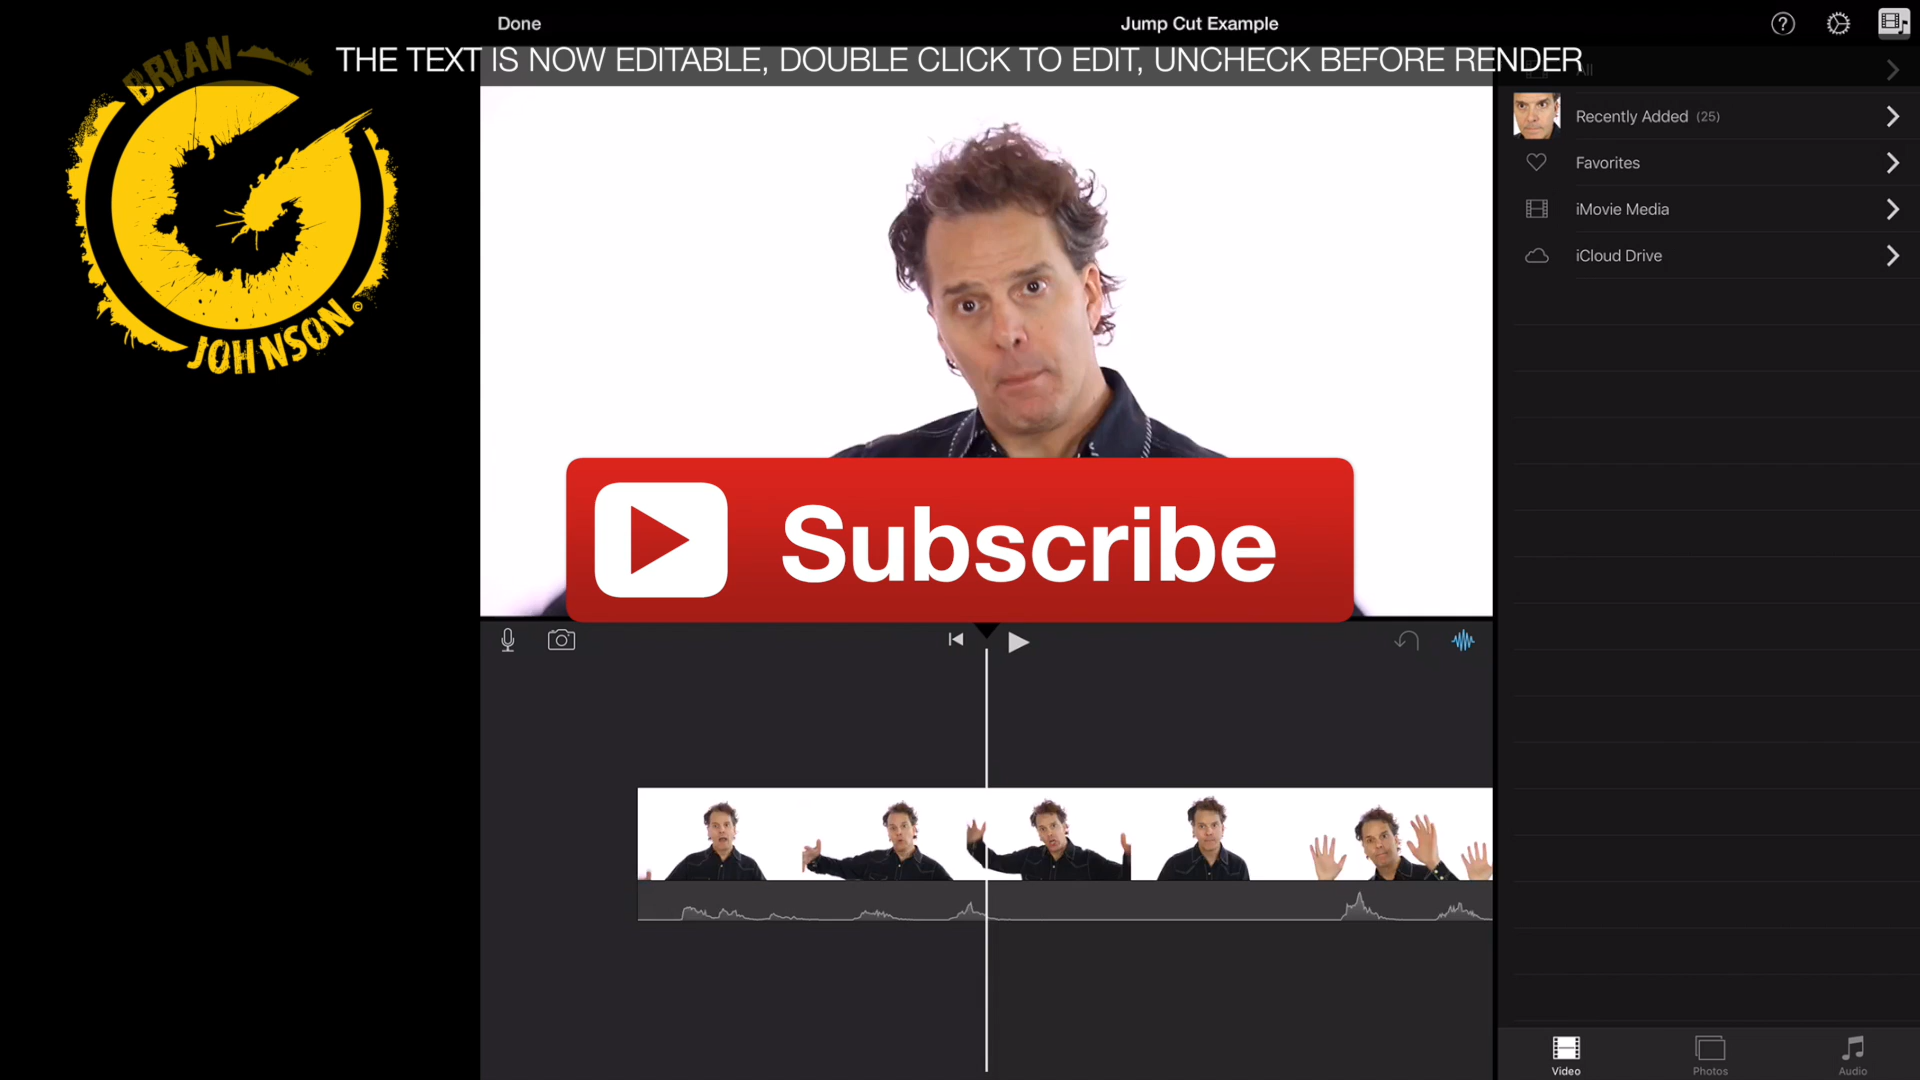 Done
Jump Cut Example
THE TEXT IS NOW EDITABLE, DOUBLE CLICK TO EDIT, UNCHECK BEFORE RENDER
All
BRIAN
JOHNSON©
Recently Added (25)
Favorites
iMovie Media
iCloud Drive
Subscribe
Video
Photos
Audio